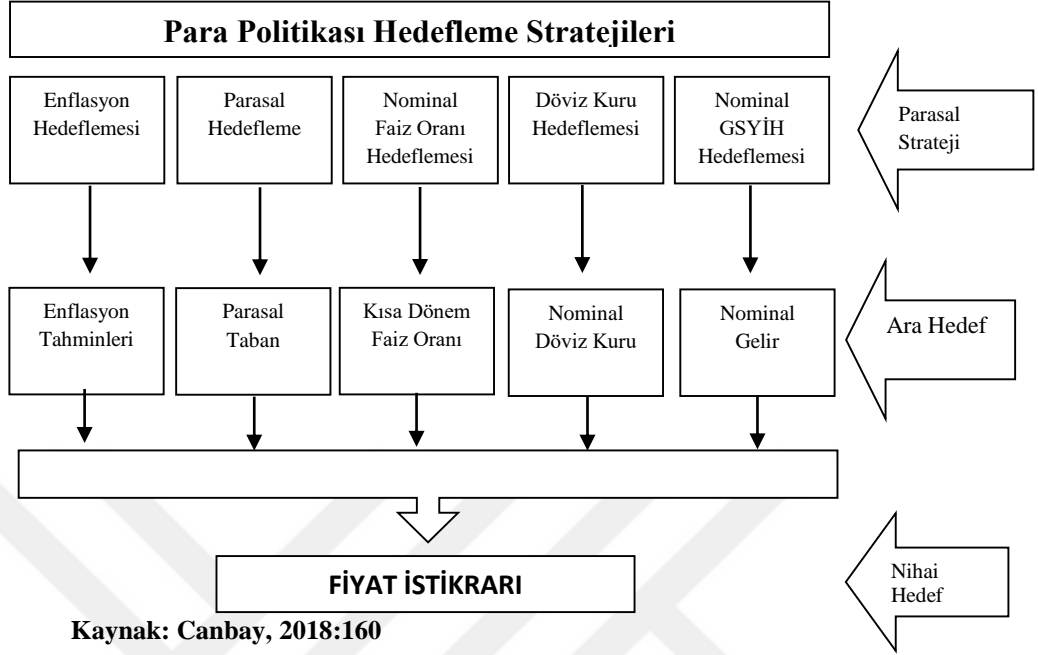 Para Politikası Hedefleme Stratejileri
Enflasyon
Hedeflemesi
Parasal
Hedefleme
Nominal
Faiz Oranı
Hedeflemesi
Döviz Kuru
Hedeflemesi
Nominal
GSYİH
Hedeflemesi
Parasal
Strateji
Enflasyon
Tahminleri
Parasal
Taban
Kısa Dönem
Faiz Oranı
Nominal
Döviz Kuru
Nominal
Gelir
Ara Hedef
FİYAT İSTİKRARI
Nihai
Hedef
Kaynak: Canbay, 2018:160